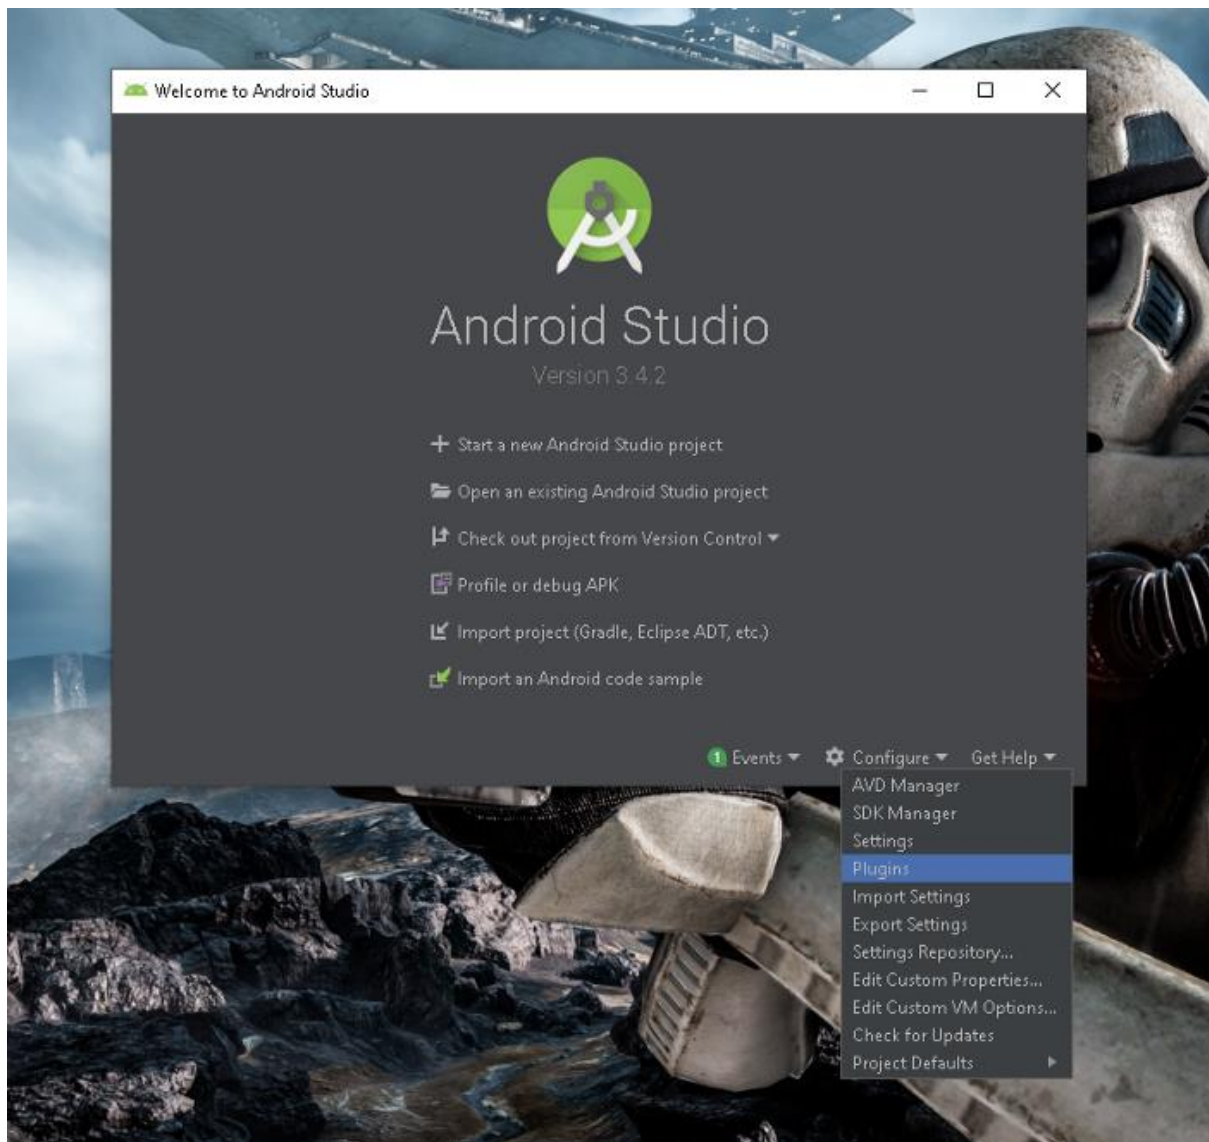 Welcome to Android Studio
Android Studio
Version 3.4.2
Start a new Android Studio project
Open an existing Android Studio project
Check out project from Version Control
Profile or debug APK
Import project (Gradle, Eclipse ADT, etc.)
Import an Android code sample
1 Events Configure Get Help
AVD Manager
SDK Manager
Settings
Plugins
Import Settings
Export Settings
Settings Repository...
Edit Custom Properties...
Edit Custom VM Options...
Check for Updates
Project Defaults